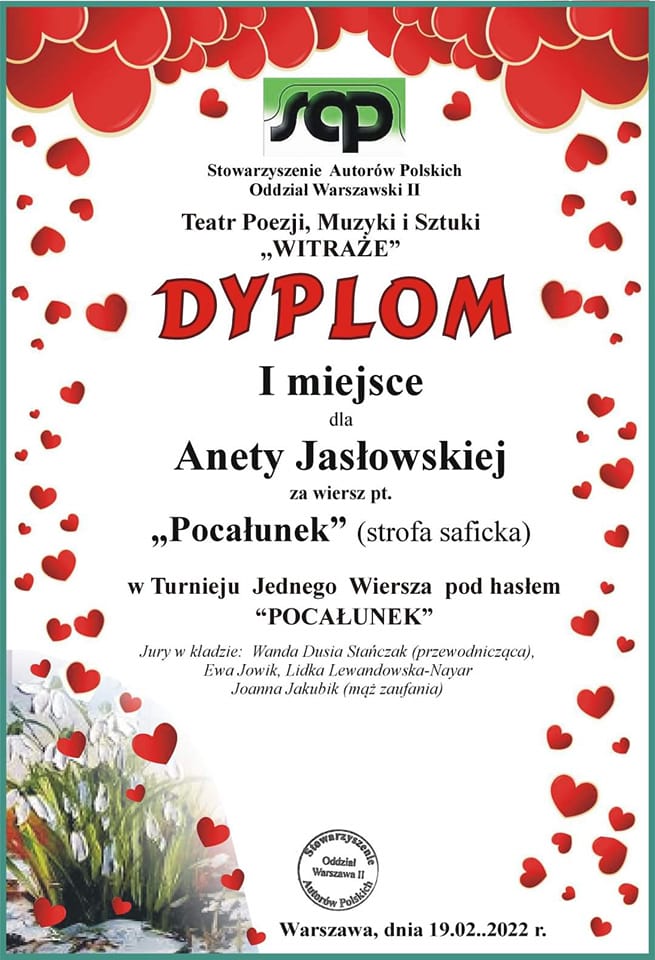 sap
Stowarzyszenie Autorów Polskich
Oddział Warszawski II
Teatr Poezji, Muzyki i Sztuki
„WITRAŻE”
DYPLOM
I miejsce
dla
Anety Jasłowskiej
za wiersz pt.
„Pocałunek” (strofa saficka)
w Turnieju Jednego Wiersza pod hasłem
“POCAŁUNEK”
Jury w kładzie: Wanda Dusia Stańczak (przewodnicząca),
Ewa Jowik, Lidka Lewandowska-Nayar
Joanna Jakubik (mąż zaufania)
Stowarzyszenie
Oddział
Warszawa II
Autorów Polskich
Warszawa, dnia 19.02..2022 r.